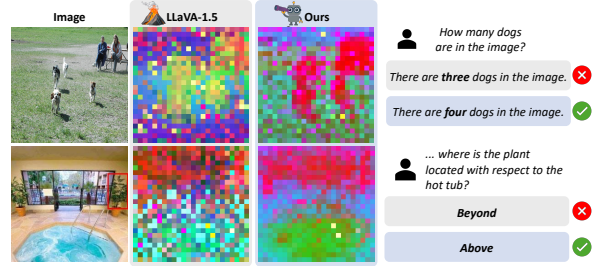 Image
LLaVA-1.5
Ours
How many dogs
are in the image?
There are three dogs in the image.
There are four dogs in the image.
... where is the plant
located with respect to the
hot tub?
Beyond
Above